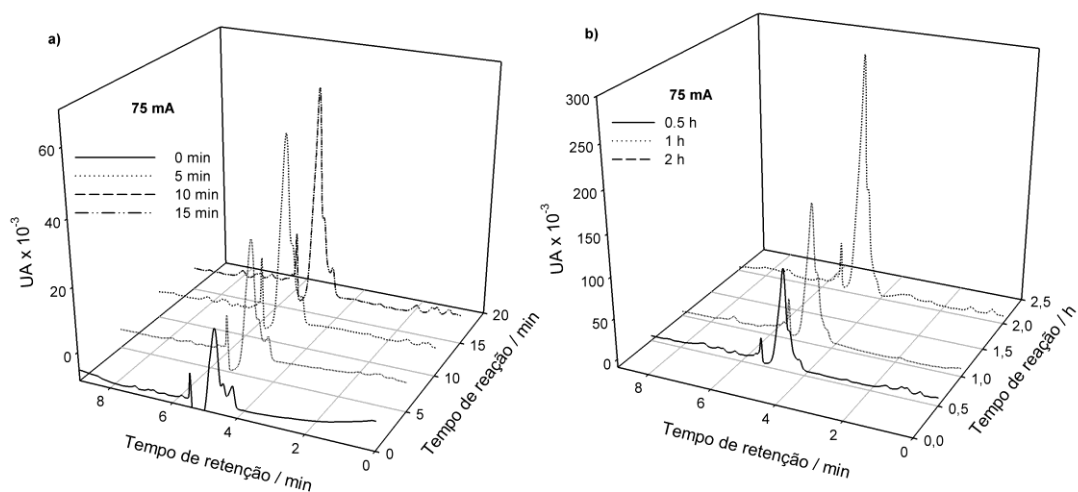 a)
75 mA
0 min
5 min
10 min
15 min
UA x 10-3
60
40
20
0
8
6
4
2
0
Tempo de retenção / min
0
5
10
15
20
Tempo de reação / min
b)
75 mA
0.5 h
1 h
2 h
UA x 10-3
300
250
200
150
100
50
0
8
6
4
2
0
Tempo de retenção / min
0,0
0,5
1,0
1,5
2,0
2,5
Tempo de reação / h